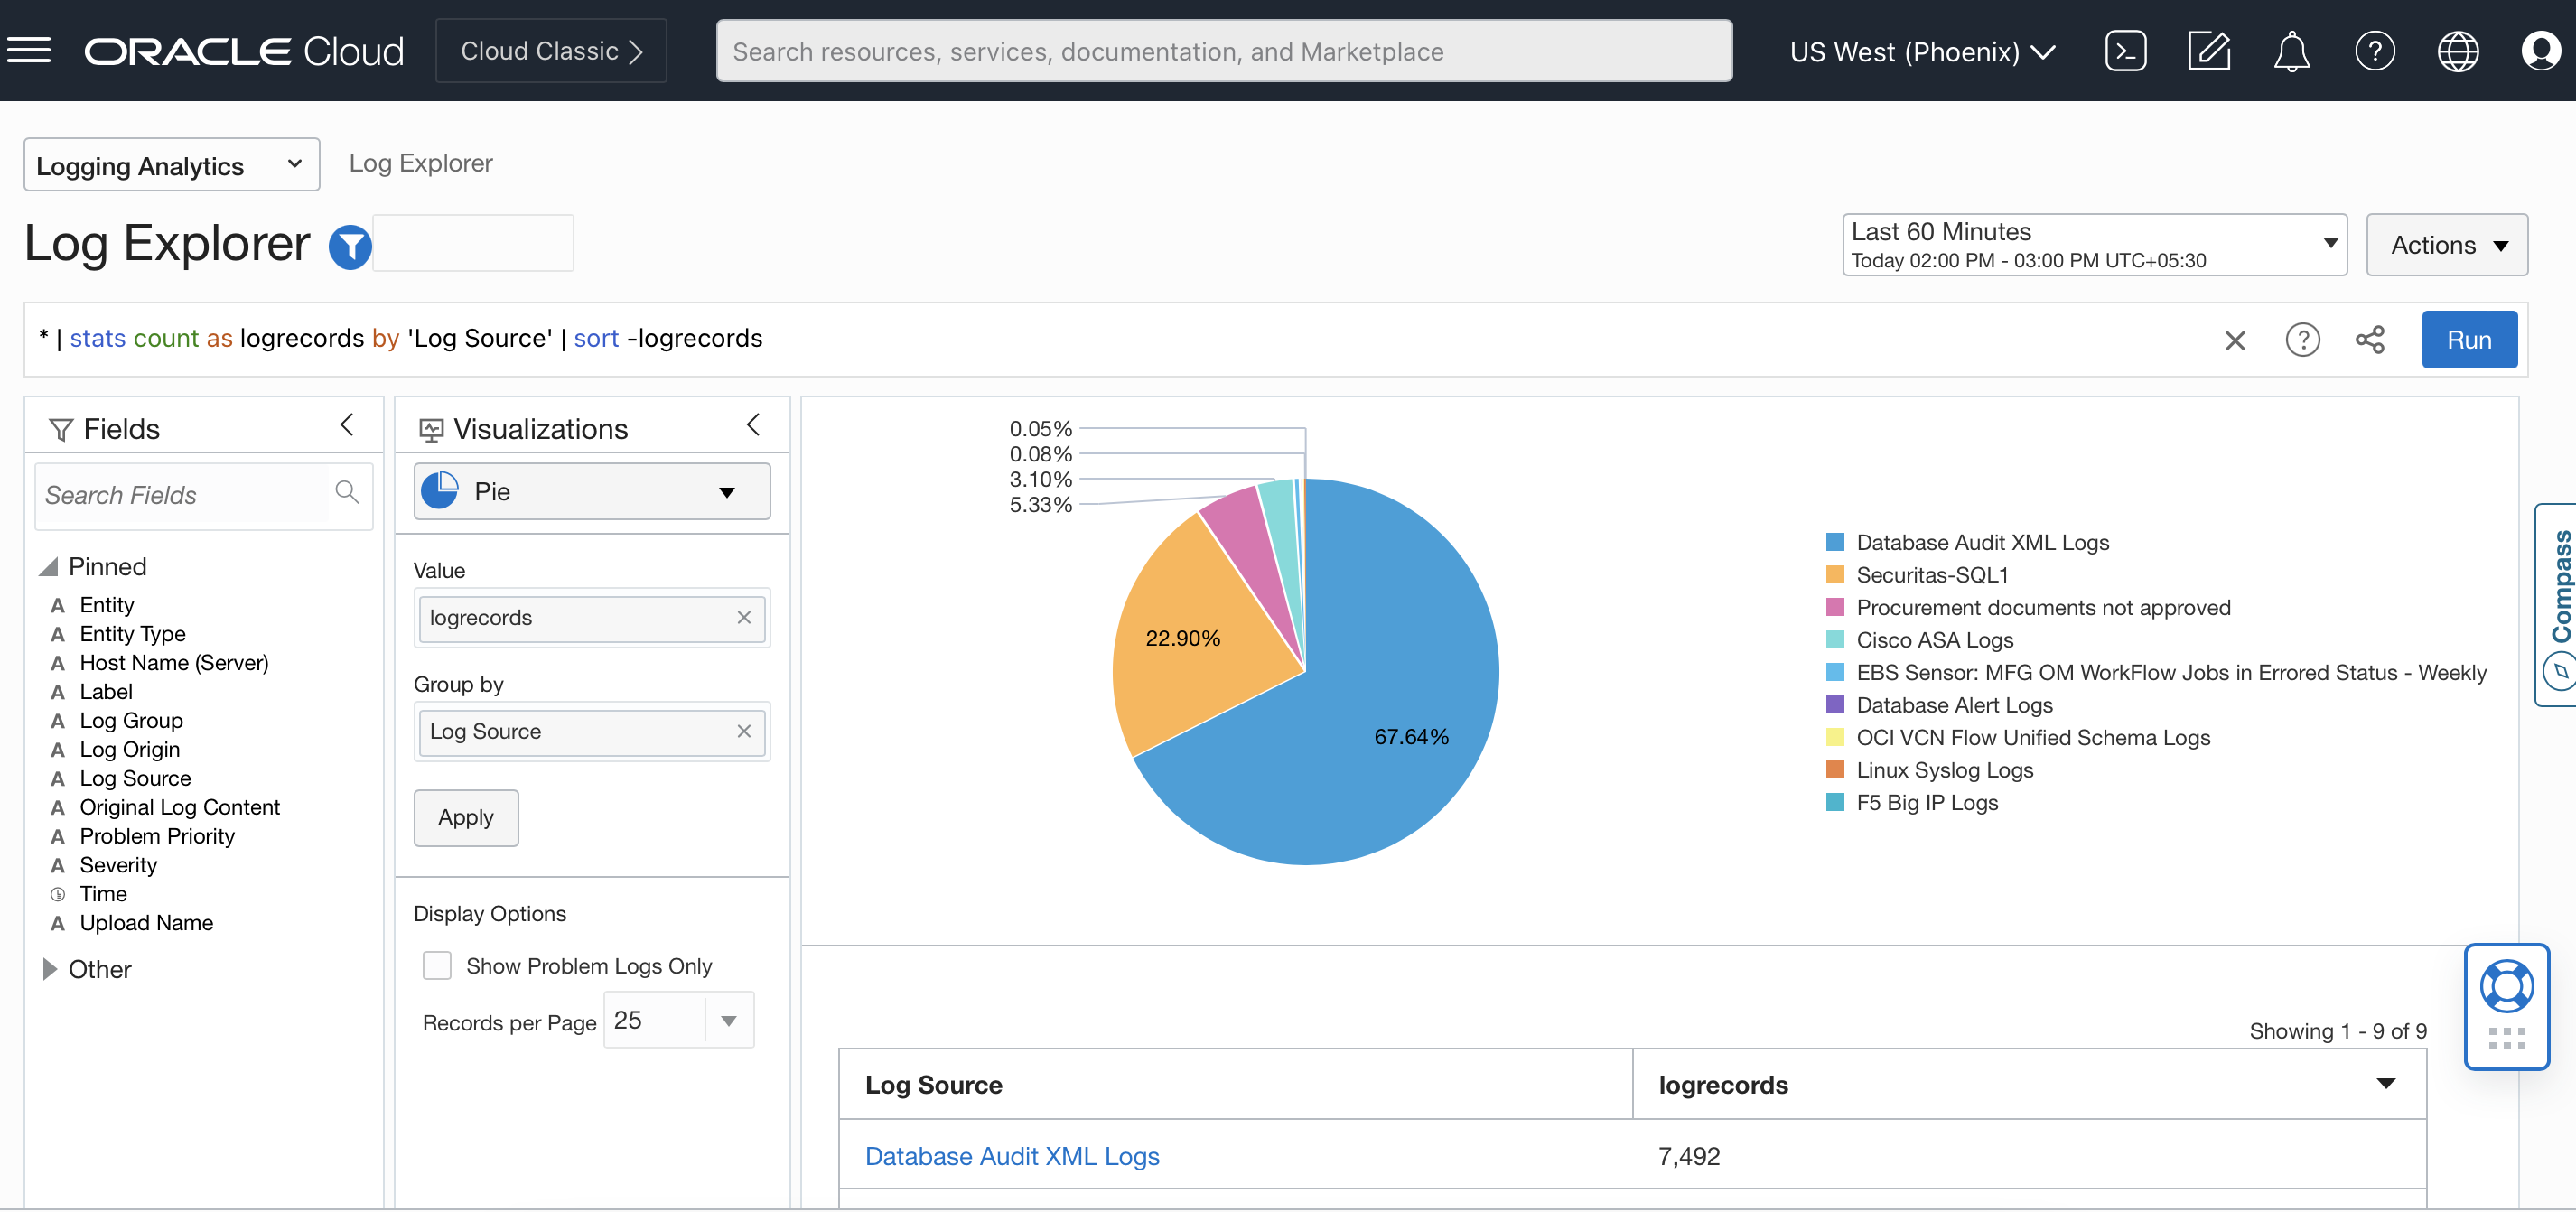 ORACLE Cloud
Cloud Classic
Search resources, services, documentation, and Marketplace
US West (Phoenix)
Logging Analytics
Log Explorer
Log Explorer
Last 60 Minutes
Today 02:00 PM - 03:00 PM UTC+05:30
Actions
* | stats count as logrecords by 'Log Source' | sort -logrecords
Run
Fields
Search Fields
Pinned
A Entity
A Entity Type
A Host Name (Server)
A Label
A Log Group
A Log Origin
A Log Source
A Original Log Content
A Problem Priority
A Severity
Time
A Upload Name
Other
Visualizations
Pie
Value
logrecords
Group by
Log Source
Apply
Display Options
Show Problem Logs Only
Records per Page 25
0.05%
0.08%
3.10%
5.33%
22.90%
67.64%
Database Audit XML Logs
Securitas-SQL1
Procurement documents not approved
Cisco ASA Logs
EBS Sensor: MFG OM WorkFlow Jobs in Errored Status - Weekly
Database Alert Logs
OCI VCN Flow Unified Schema Logs
Linux Syslog Logs
F5 Big IP Logs
Compass
Showing 1 - 9 of 9
Log Source logrecords
Database Audit XML Logs 7,492